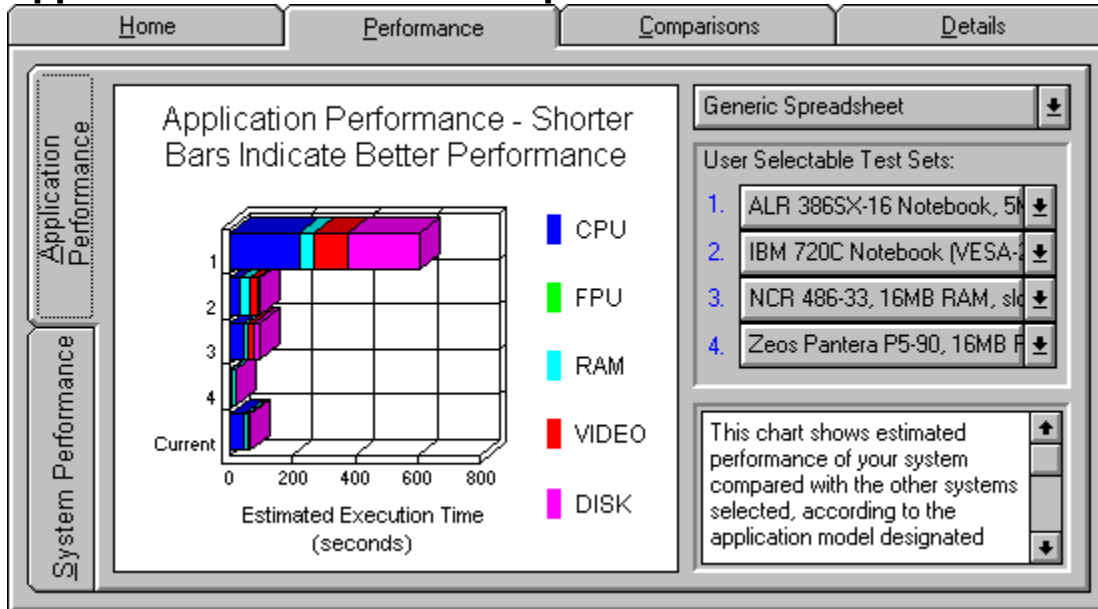 Home
Performance
Comparisons
Details
Application
Performance
System Performance
Application Performance - Shorter
Bars Indicate Better Performance
1
2
3
4
Current
0 200 400 600 800
Estimated Execution Time
(seconds)
CPU
FPU
RAM
VIDEO
DISK
Generic Spreadsheet
User Selectable Test Sets:
1. ALR 386SX-16 Notebook,
2. IBM 720C Notebook
3. NCR 486-33, 16MB RAM,
4. Zeos Pantera P5-90, 16MB
This chart shows estimated
performance of your system
compared with the other systems
selected, according to the
application model designated